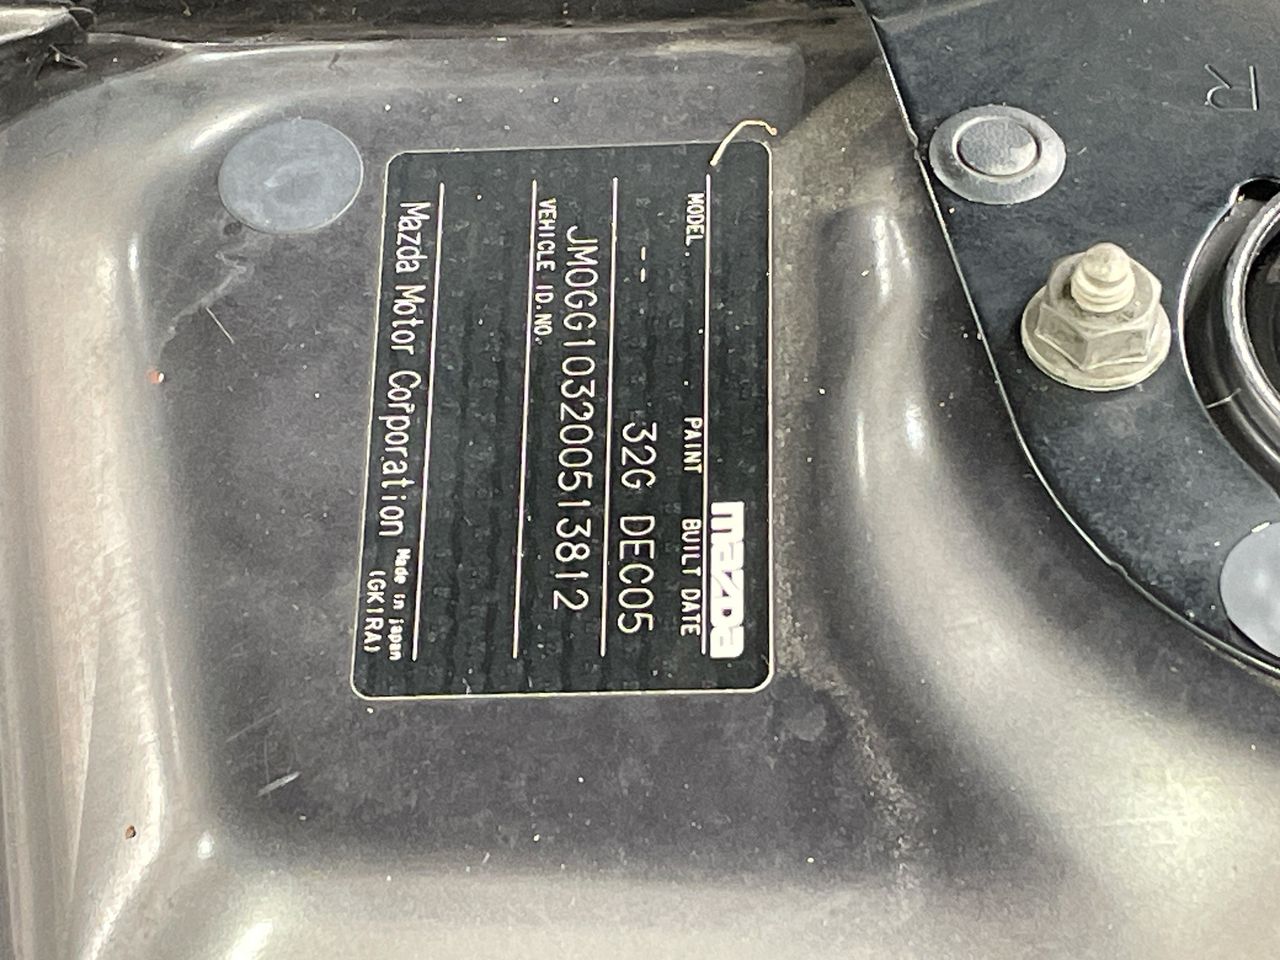 mazda
MODEL. PAINT BUILT DATE
-- 32G DEC05
JM0GG103200513812
VEHICLE ID.NO.
Mazda Motor Corporation Made in japan
(GK1RA)
R